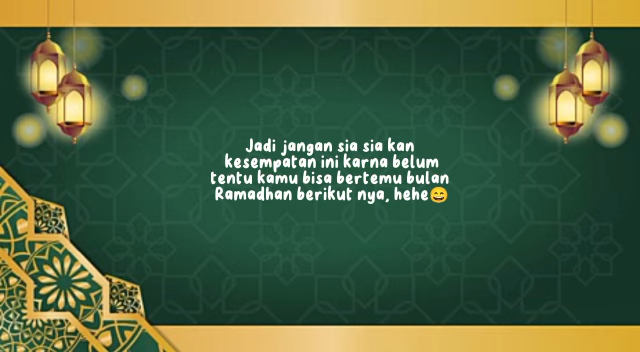 Jadi jangan sia sia kan
kesempatan ini karna belum
tentu kamu bisa bertemu bulan
Ramadhan berikut nya, hehe😄